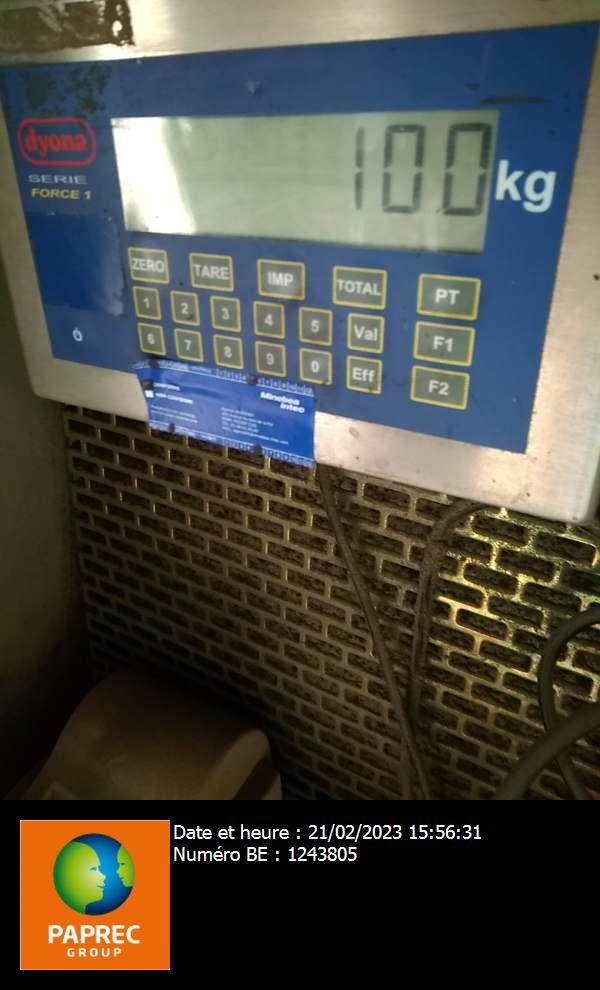 dyona
SERIE
FORCE 1
100 kg
ZERO TARE IMP TOTAL PT
1 2 3 4 5 Val F1
6 7 8 9 0 Eff F2
Minebea
intec
Date et heure : 21/02/2023 15:56:31
Numéro BE : 1243805
PAPREC
GROUP